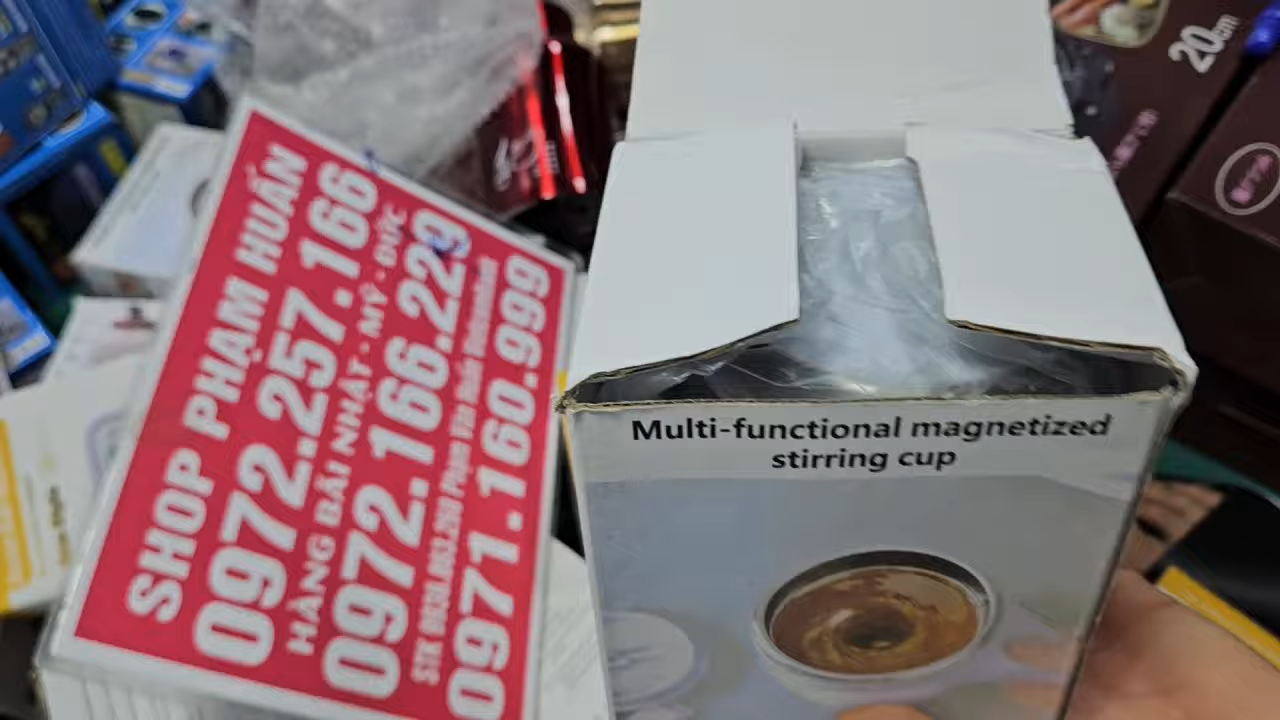 SHOP PHẠM HUẤN
0972.257.166
HÀNG BÃI NHẬT - MỸ - ĐỨC
0972.166.229
0971.160.999
Multi-functional magnetized
stirring cup
20cm